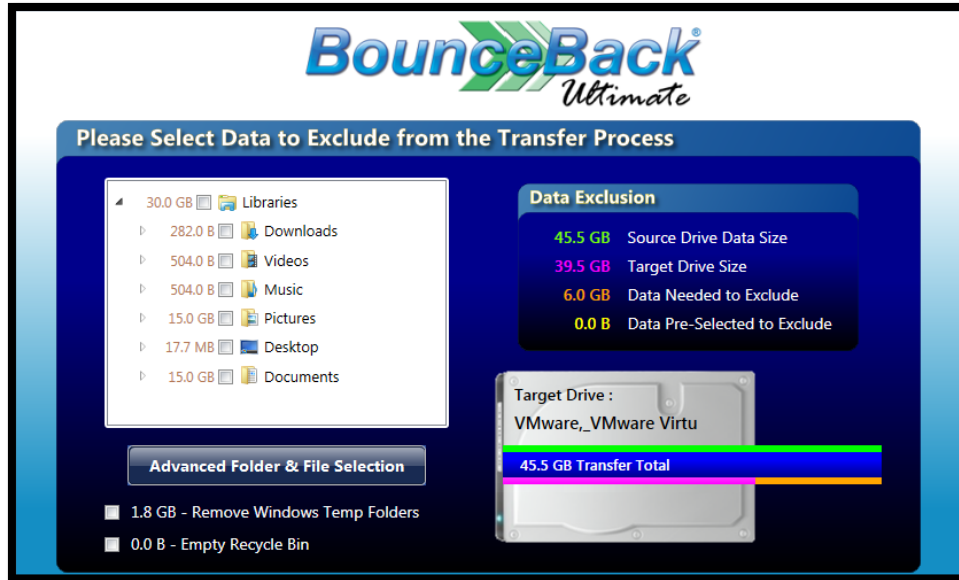 BounceBack®
Ultimate
Please Select Data to Exclude from the Transfer Process
30.0 GB Libraries
282.0 B Downloads
504.0 B Videos
504.0 B Music
15.0 GB Pictures
17.7 MB Desktop
15.0 GB Documents
Advanced Folder & File Selection
1.8 GB - Remove Windows Temp Folders
0.0 B - Empty Recycle Bin
Data Exclusion
45.5 GB Source Drive Data Size
39.5 GB Target Drive Size
6.0 GB Data Needed to Exclude
0.0 B Data Pre-Selected to Exclude
Target Drive :
VMware,_VMware Virtu
45.5 GB Transfer Total